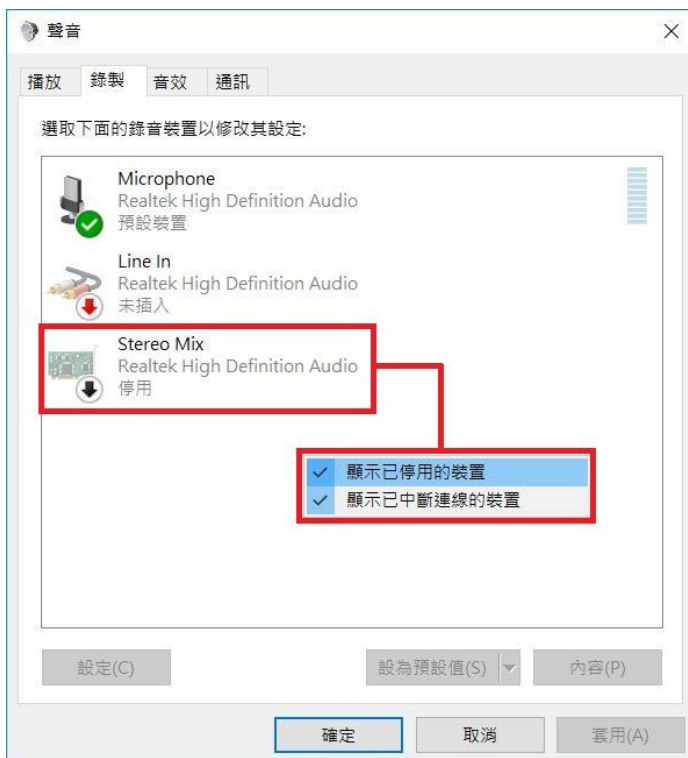 聲音
播放 錄製 音效 通訊
選取下面的錄音裝置以修改其設定:
Microphone
Realtek High Definition Audio
預設裝置
Line In
Realtek High Definition Audio
未插入
Stereo Mix
Realtek High Definition Audio
停用
顯示已停用的裝置
顯示已中斷連線的裝置
設定(C) 設為預設值(S) 內容(P)
確定 取消 套用(A)